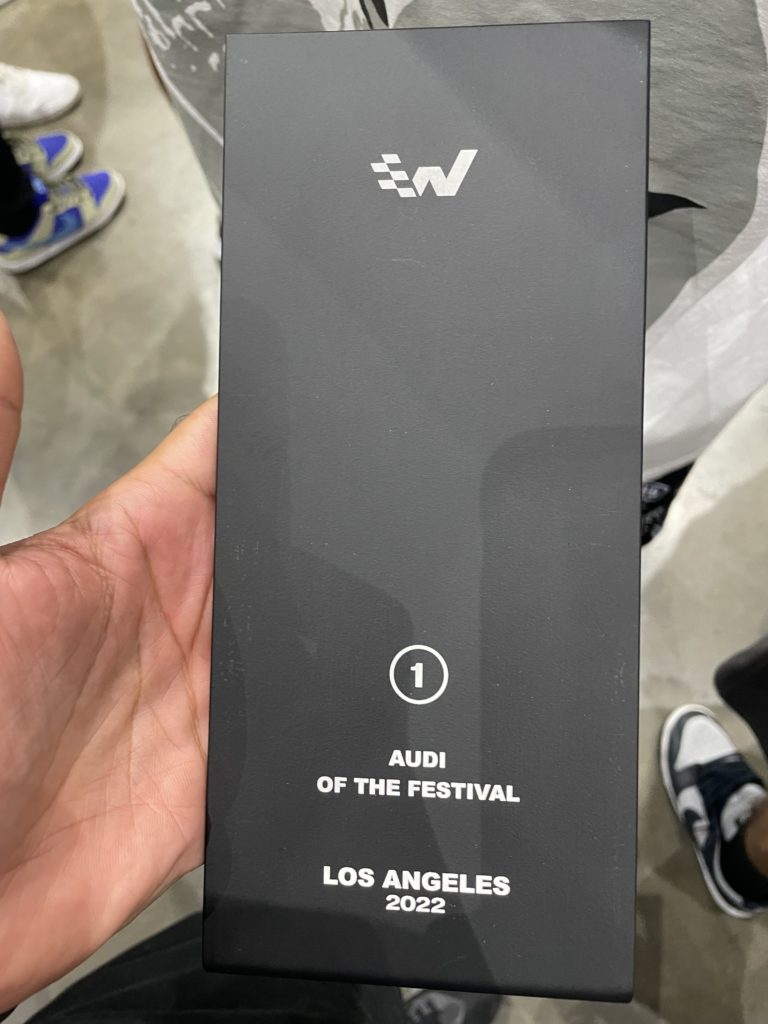 W
1
AUDI
OF THE FESTIVAL
LOS ANGELES
2022